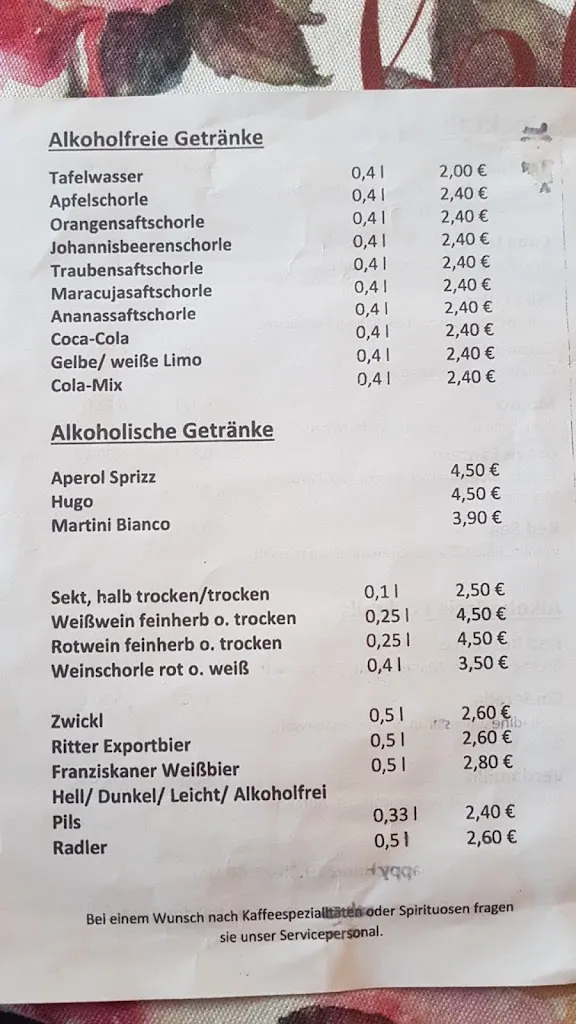 Alkoholfreie Getränke
Tafelwasser 0,4 l 2,00 €
Apfelschorle 0,4 l 2,40 €
Orangensaftschorle 0,4 l 2,40 €
Johannisbeerenschorle 0,4 l 2,40 €
Traubensaftschorle 0,4 l 2,40 €
Maracujasaftschorle 0,4 l 2,40 €
Ananassaftschorle 0,4 l 2,40 €
Coca-Cola 0,4 l 2,40 €
Gelbe/ weiße Limo 0,4 l 2,40 €
Cola-Mix 0,4 l 2,40 €
Alkoholische Getränke
Aperol Sprizz 4,50 €
Hugo 4,50 €
Martini Bianco 3,90 €
Sekt, halb trocken/trocken 0,1 l 2,50 €
Weißwein feinherb o. trocken 0,25 l 4,50 €
Rotwein feinherb o. trocken 0,25 l 4,50 €
Weinschorle rot o. weiß 0,4 l 3,50 €
Zwickl 0,5 l 2,60 €
Ritter Exportbier 0,5 l 2,60 €
Franziskaner Weißbier 0,5 l 2,80 €
Hell/ Dunkel/ Leicht/ Alkoholfrei
Pils 0,33 l 2,40 €
Radler 0,5 l 2,60 €
Bei einem Wunsch nach Kaffeespezialitäten oder Spirituosen fragen
sie unser Servicepersonal.